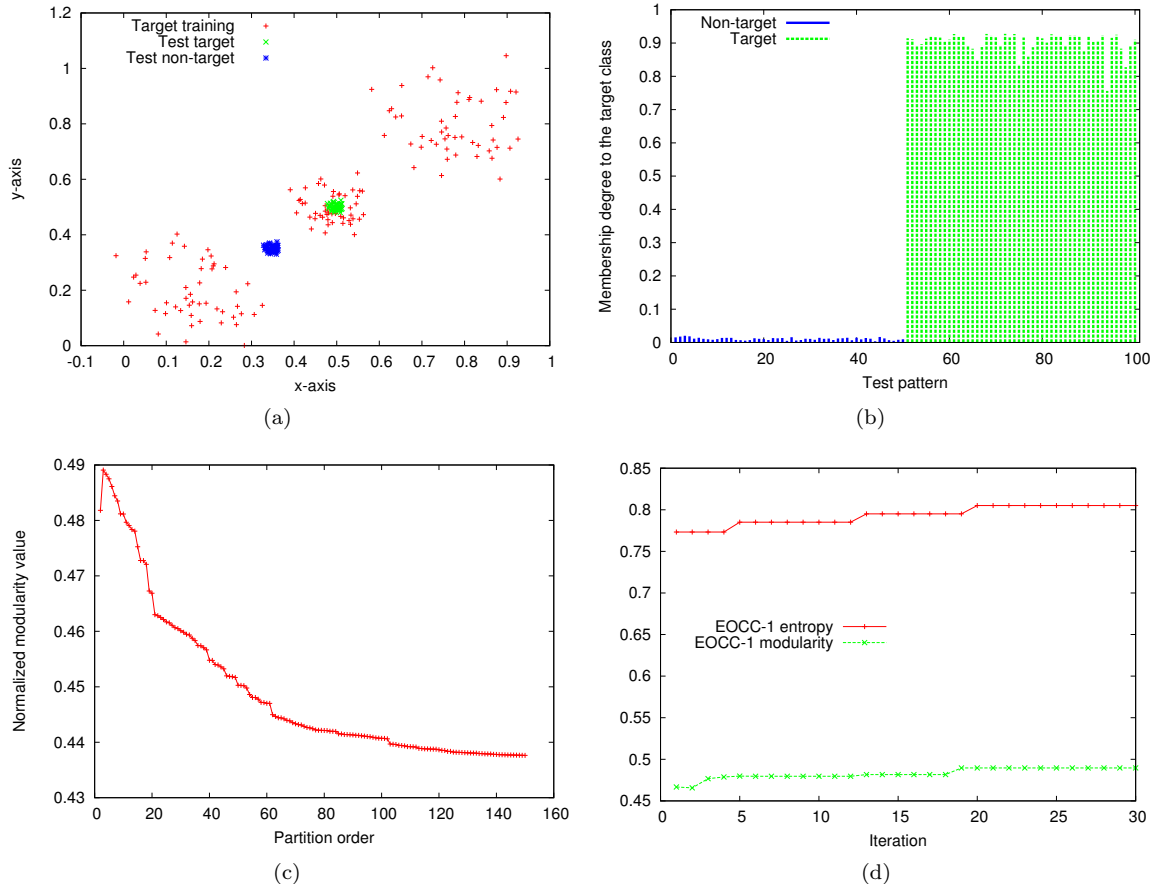 Target training
Test target
Test non-target
1.2
1
0.8
0.6
0.4
0.2
0
y-axis
-0.1 0 0.1 0.2 0.3 0.4 0.5 0.6 0.7 0.8 0.9 1
x-axis
(a)
Non-target
Target
1
0.9
0.8
0.7
0.6
0.5
0.4
0.3
0.2
0.1
0
Membership degree to the target class
0 20 40 60 80 100
Test pattern
(b)
0.49
0.48
0.47
0.46
0.45
0.44
0.43
Normalized modularity value
0 20 40 60 80 100 120 140 160
Partition order
(c)
0.85
0.8
0.75
0.7
0.65
0.6
0.55
0.5
0.45
EOCC-1 entropy
EOCC-1 modularity
0 5 10 15 20 25 30
Iteration
(d)